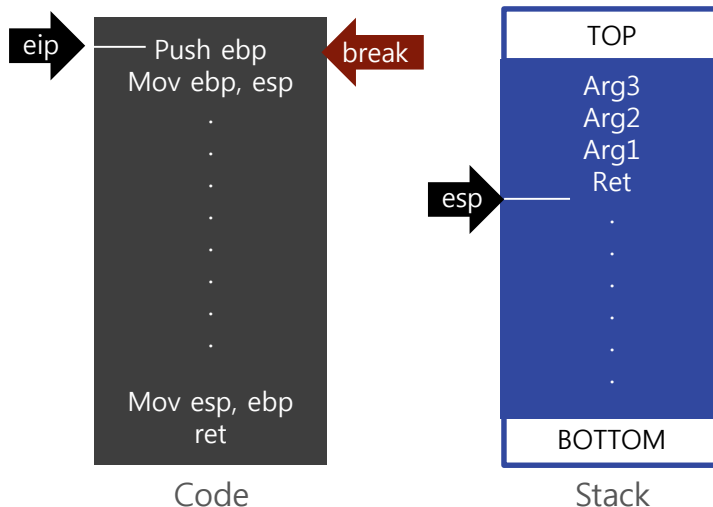 eip
Push ebp
break
Mov ebp, esp
.
.
.
.
.
.
.
.
Mov esp, ebp
ret
Code
TOP
Arg3
Arg2
Arg1
Ret
esp
.
.
.
.
.
.
BOTTOM
Stack